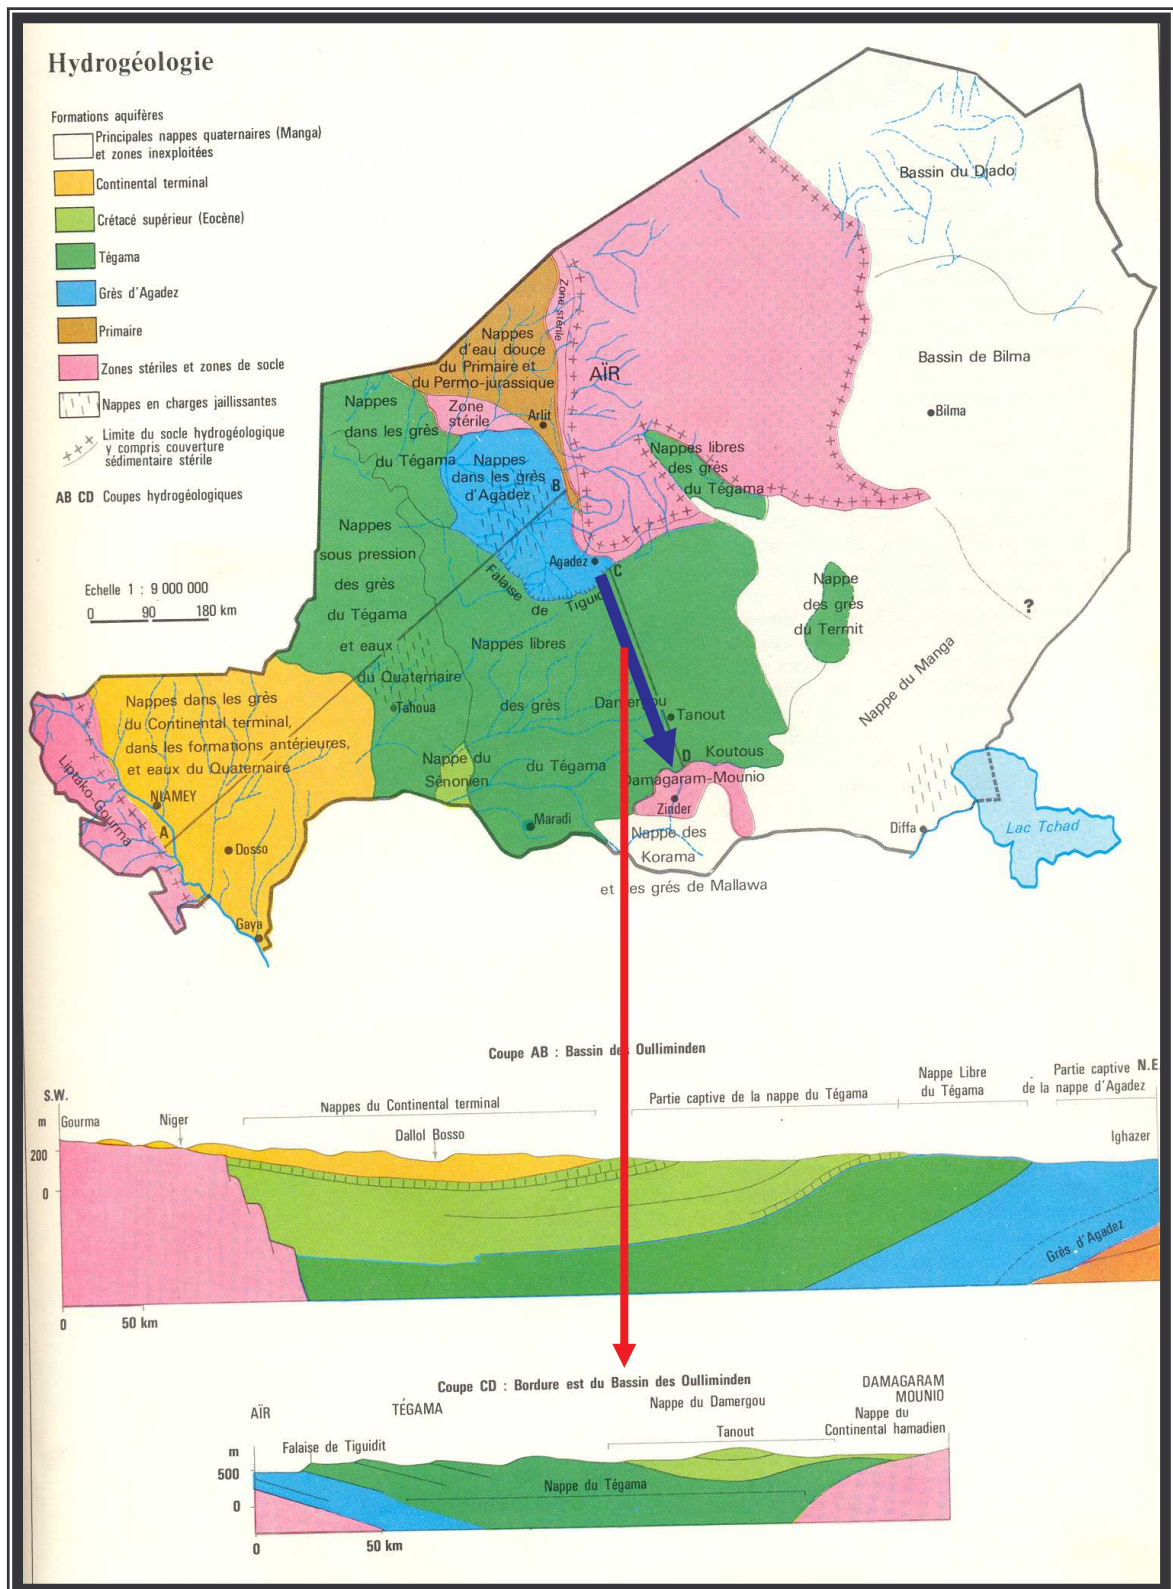 Hydrogéologie
Formations aquifères
Principales nappes quaternaires (Manga)
et zones inexploitées
Continental terminal
Crétacé supérieur (Eocène)
Tégama
Grès d'Agadez
Primaire
Zones stériles et zones de socle
Nappes en charges jaillissantes
Limite du socle hydrogéologique
y compris couverture
sédimentaire stérile
AB CD Coupes hydrogéologiques
Echelle 1 : 9 000 000
0 90 180 km
Bassin du Djado
Bassin de Bilma
Bilma
Zone stérile
AÏR
Nappes
d'eau douce
du Primaire et
du Permo-jurassique
Arlit
Zone
stérile
Nappes
dans les grès
du Tégama
Nappes
dans les grès
d'Agadez
B
Nappes libres
des grès
du Tégama
Agadez
C
Falaise de Tiguid
Nappes
sous pression
des grès
du Tégama
et eaux
du Quaternaire
Tahoua
Nappes libres
des grès
du Tégama
Nappe
des grés
du Termit
?
Nappe du Manga
Damergou
Tanout
D
Koutous
Damagaram-Mounio
Zinder
Nappe du
Sénonien
Maradi
Nappe des
Korama
et des grés de Mallawa
Diffa
Lac Tchad
Nappes dans les grès
du Continental terminal,
dans les formations antérieures,
et eaux du Quaternaire
Liptako-Gourma
NIAMEY
A
Dosso
Gaya
Coupe AB : Bassin des Oulliminden
S.W.
N.E
m
Gourma
Niger
Nappes du Continental terminal
Dallol Bosso
Partie captive de la nappe du Tégama
Nappe Libre
du Tégama
Partie captive
de la nappe d'Agadez
Ighazer
200
0
Grès d'Agadez
0 50 km
Coupe CD : Bordure est du Bassin des Oulliminden
AÏR
TÉGAMA
Nappe du Damergou
DAMAGARAM
MOUNIO
Nappe du
Continental hamadien
Tanout
Falaise de Tiguidit
m
500
0
Nappe du Tégama
0 50 km